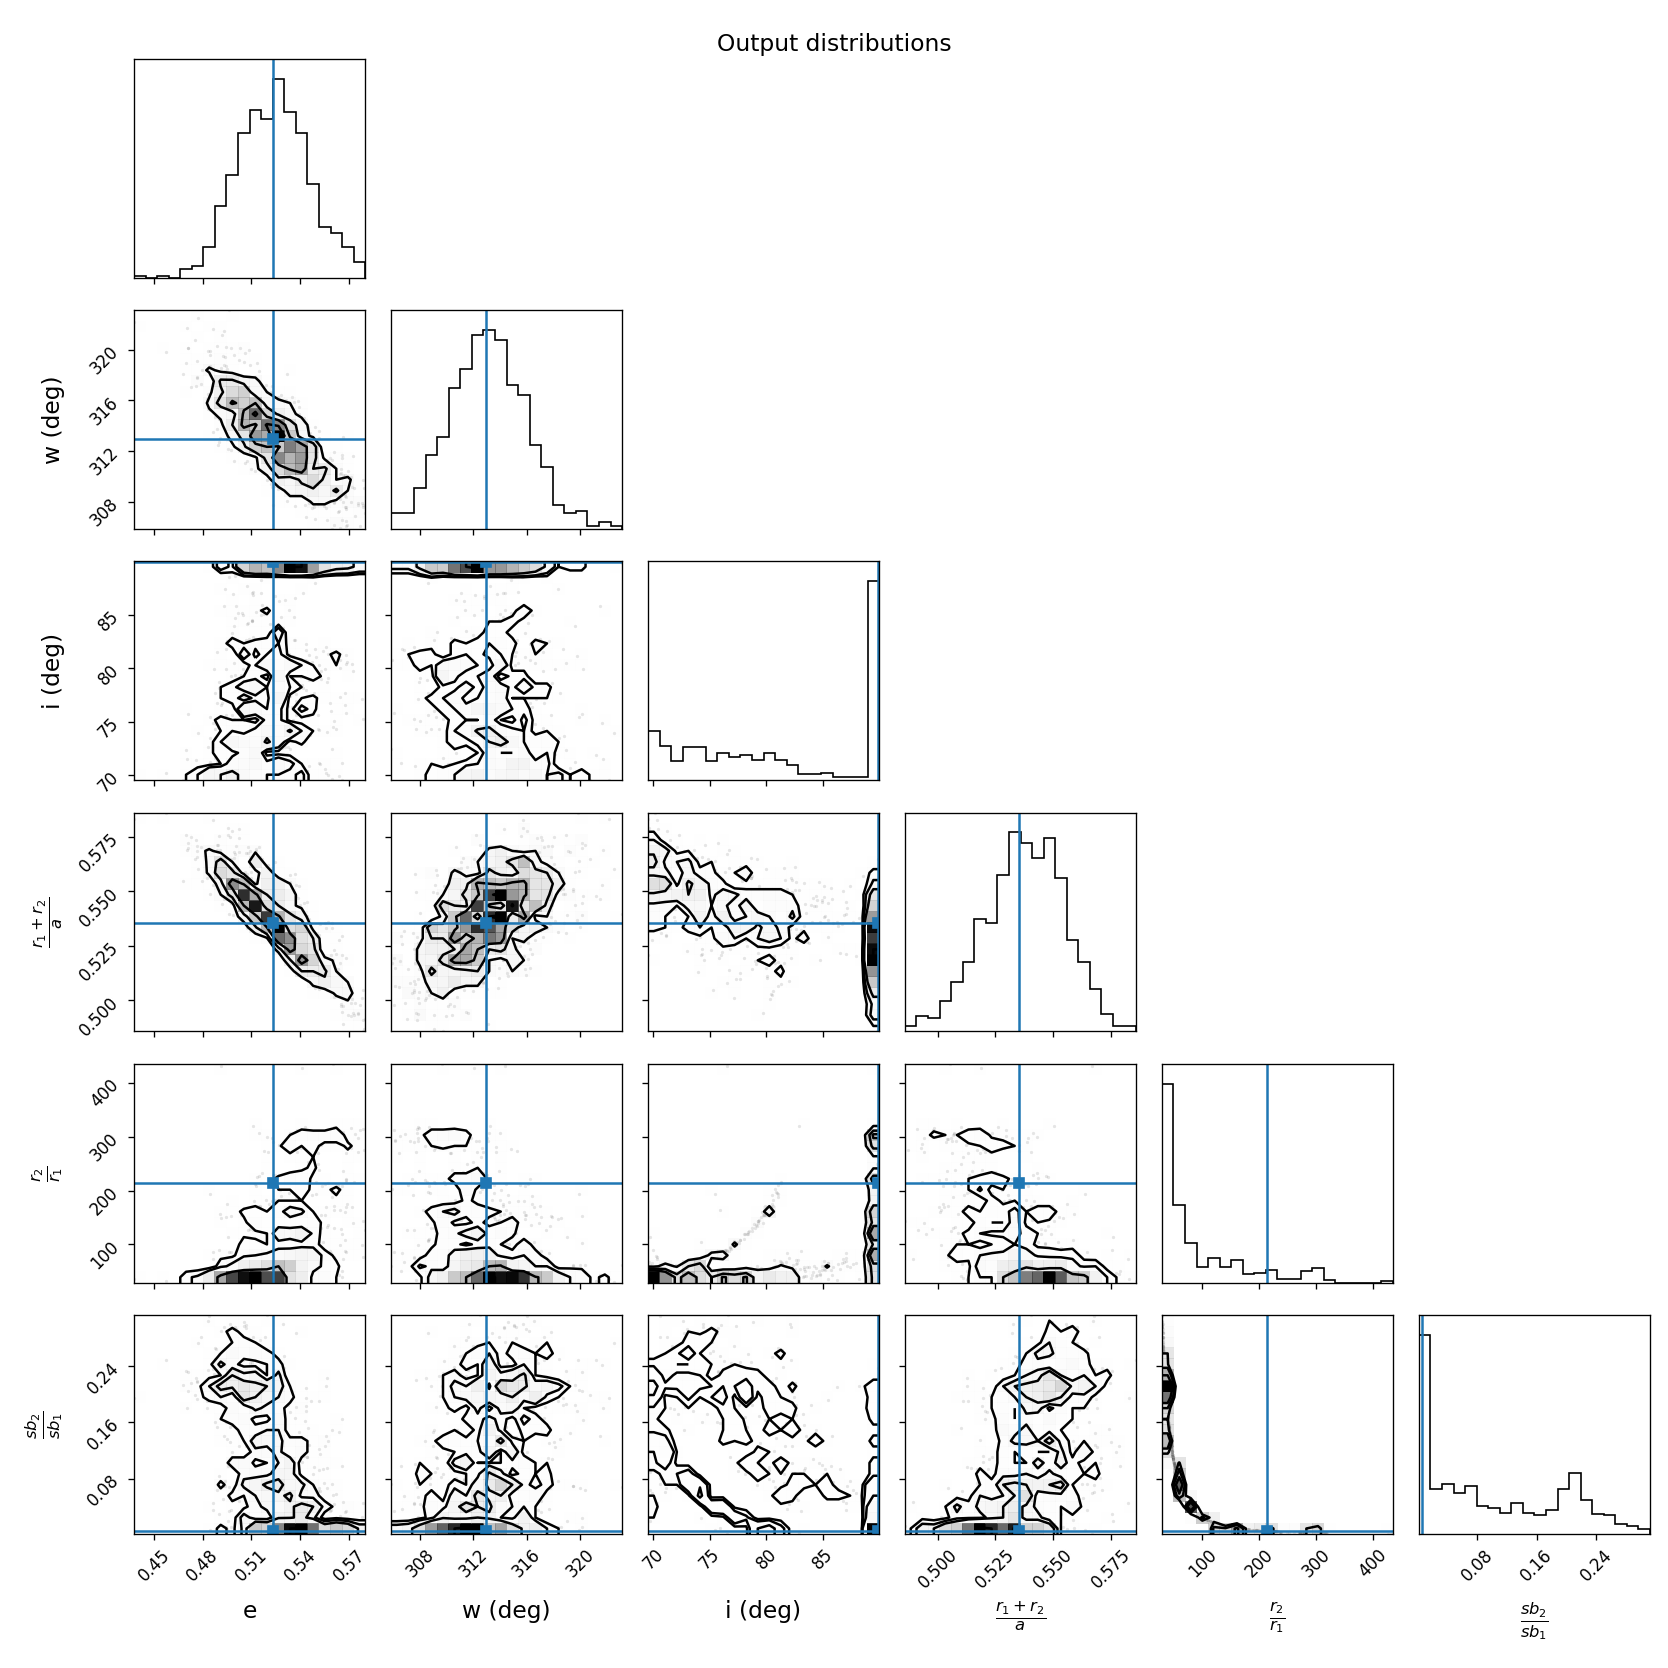 Output distributions
w (deg)
320
316
312
308
i (deg)
85
80
75
70
r₁ + r₂
a
0.575
0.550
0.525
0.500
r₂
r₁
400
300
200
100
sb₂
sb₁
0.24
0.16
0.08
0.45 0.48 0.51 0.54 0.57 308 312 316 320 70 75 80 85 0.500 0.525 0.550 0.575 100 200 300 400 0.08 0.16 0.24
e w (deg) i (deg) r₁ + r₂ r₂ sb₂
a r₁ sb₁